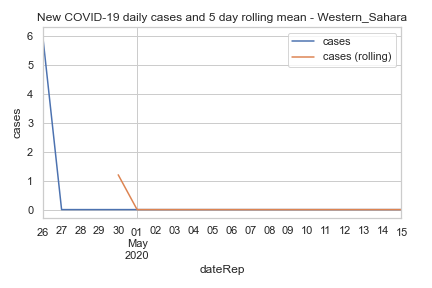 New COVID-19 daily cases and 5 day rolling mean - Western_Sahara
cases
cases (rolling)
6
5
4
3
2
1
0
cases
26 27 28 29 30 01 02 03 04 05 06 07 08 09 10 11 12 13 14 15
May
2020
dateRep